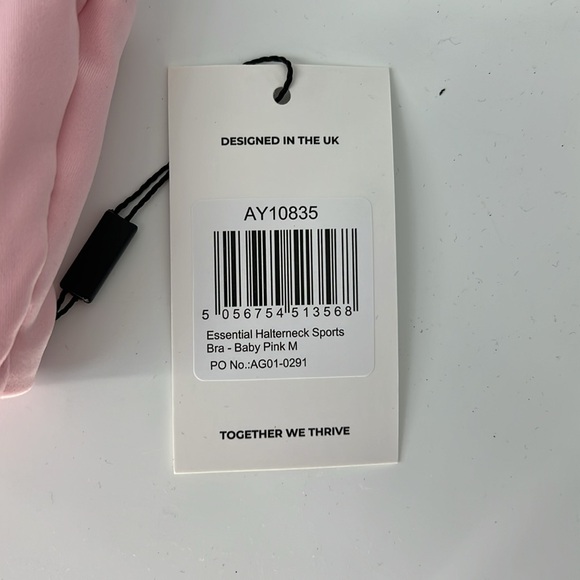 DESIGNED IN THE UK
AY10835
5 056754 513568
Essential Halterneck Sports
Bra - Baby Pink M
PO No.:AG01-0291
TOGETHER WE THRIVE